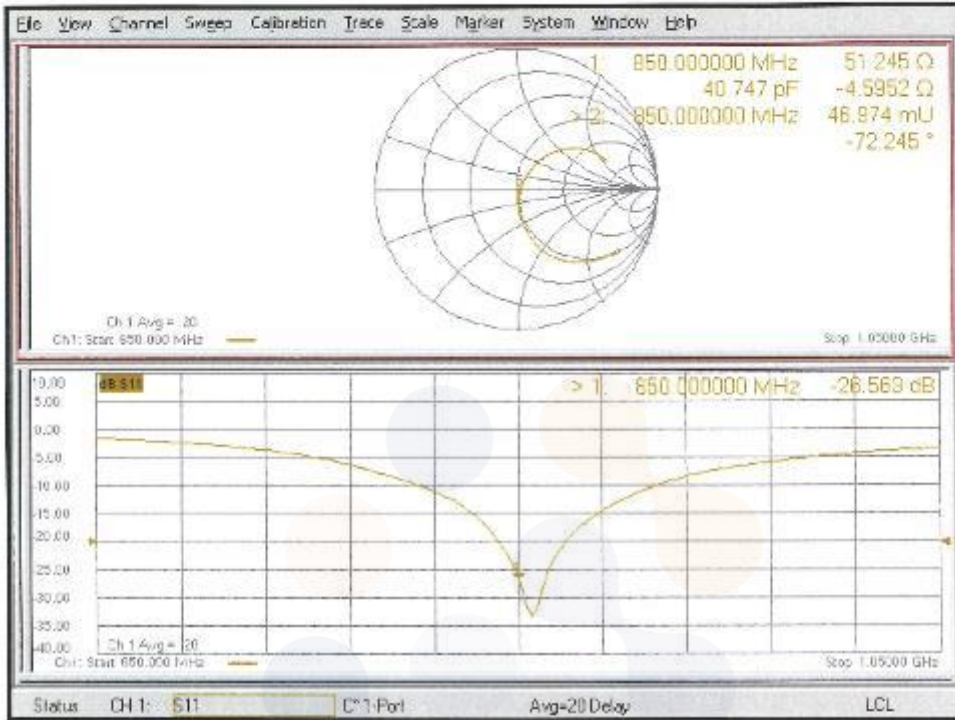 File View Channel Sweep Calibration Trace Scale Marker System Window Help
1: 850.000000 MHz 51.245 Ω
40.747 pF -4.5952 Ω
> 2: 850.000000 MHz 46.974 mU
-72.245 °
Ch 1 Avg = 20
Ch1: Start 650.000 MHz
Stop 1.05000 GHz
10.00
dB S11
> 1: 850.000000 MHz -26.563 dB
5.00
0.00
-5.00
-10.00
-15.00
-20.00
-25.00
-30.00
-35.00
-40.00
Ch 1 Avg = 20
Ch1: Start 650.000 MHz
Stop 1.05000 GHz
Status CH 1: S11 C* 1-Port Avg=20 Delay LCL